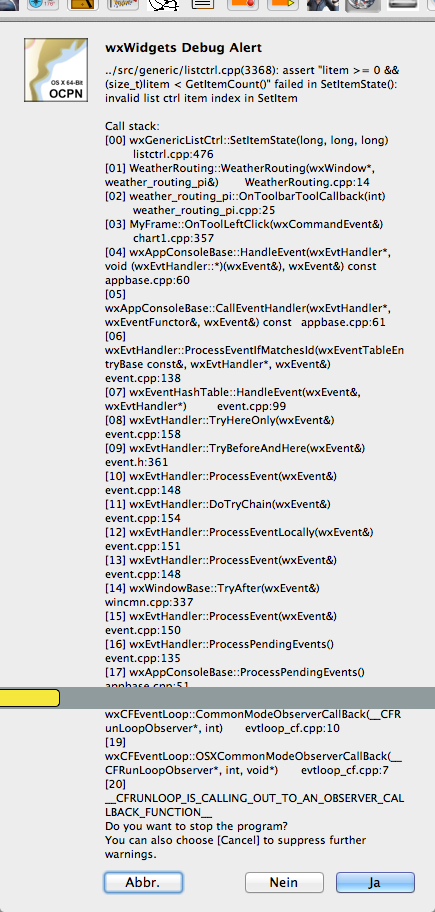 OS X 64-Bit
OCPN
wxWidgets Debug Alert
../src/generic/listctrl.cpp(3368): assert "litem >= 0 &&
(size_t)litem < GetItemCount()" failed in SetItemState():
invalid list ctrl item index in SetItem
Call stack:
[00] wxGenericListCtrl::SetItemState(long, long, long)
listctrl.cpp:476
[01] WeatherRouting::WeatherRouting(wxWindow*,
weather_routing_pi&) WeatherRouting.cpp:14
[02] weather_routing_pi::OnToolbarToolCallback(int)
weather_routing_pi.cpp:25
[03] MyFrame::OnToolLeftClick(wxCommandEvent&)
chart1.cpp:357
[04] wxAppConsoleBase::HandleEvent(wxEvtHandler*,
void (wxEvtHandler::*)(wxEvent&), wxEvent&) const
appbase.cpp:60
[05]
wxAppConsoleBase::CallEventHandler(wxEvtHandler*,
wxEventFunctor&, wxEvent&) const appbase.cpp:61
[06]
wxEvtHandler::ProcessEventIfMatchesId(wxEventTableEn
tryBase const&, wxEvtHandler*, wxEvent&)
event.cpp:138
[07] wxEventHashTable::HandleEvent(wxEvent&,
wxEvtHandler*) event.cpp:99
[08] wxEvtHandler::TryHereOnly(wxEvent&)
event.cpp:158
[09] wxEvtHandler::TryBeforeAndHere(wxEvent&)
event.h:361
[10] wxEvtHandler::ProcessEvent(wxEvent&)
event.cpp:148
[11] wxEvtHandler::DoTryChain(wxEvent&)
event.cpp:154
[12] wxEvtHandler::ProcessEventLocally(wxEvent&)
event.cpp:151
[13] wxEvtHandler::ProcessEvent(wxEvent&)
event.cpp:148
[14] wxWindowBase::TryAfter(wxEvent&)
wincmn.cpp:337
[15] wxEvtHandler::ProcessEvent(wxEvent&)
event.cpp:150
[16] wxEvtHandler::ProcessPendingEvents()
event.cpp:135
[17] wxAppConsoleBase::ProcessPendingEvents()
appbase.cpp:51
wxCFEventLoop::CommonModeObserverCallBack(__CFR
unLoopObserver*, int) evtloop_cf.cpp:10
[19]
wxCFEventLoop::OSXCommonModeObserverCallBack(__
CFRunLoopObserver*, int, void*) evtloop_cf.cpp:7
[20]
__CFRUNLOOP_IS_CALLING_OUT_TO_AN_OBSERVER_CAL
LBACK_FUNCTION__
Do you want to stop the program?
You can also choose [Cancel] to suppress further
warnings.
Abbr.
Nein
Ja